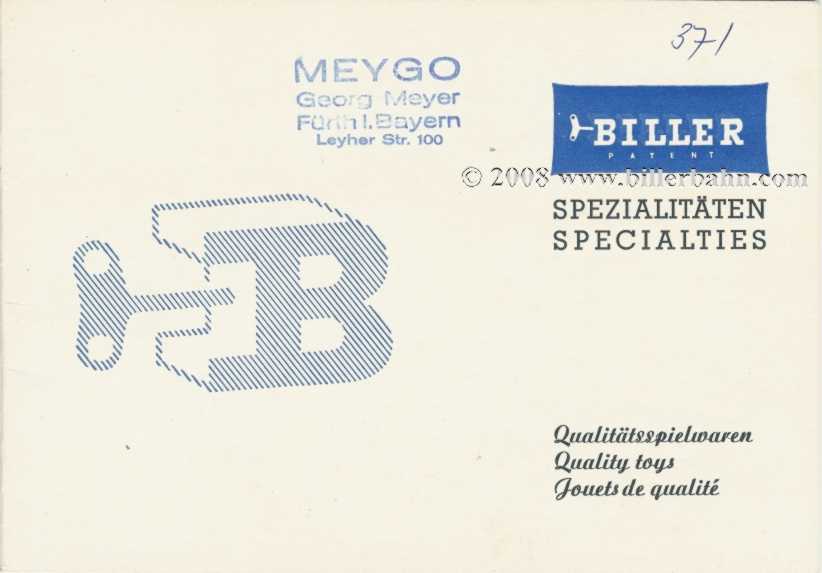 371
MEYGO
Georg Meyer
Fürth i. Bayern
Leyher Str. 100
BILLER
PATENT
© 2008 www.billerbahn.com
SPEZIALITÄTEN
SPECIALTIES
B
Qualitätsspielwaren
Quality toys
Jouets de qualité